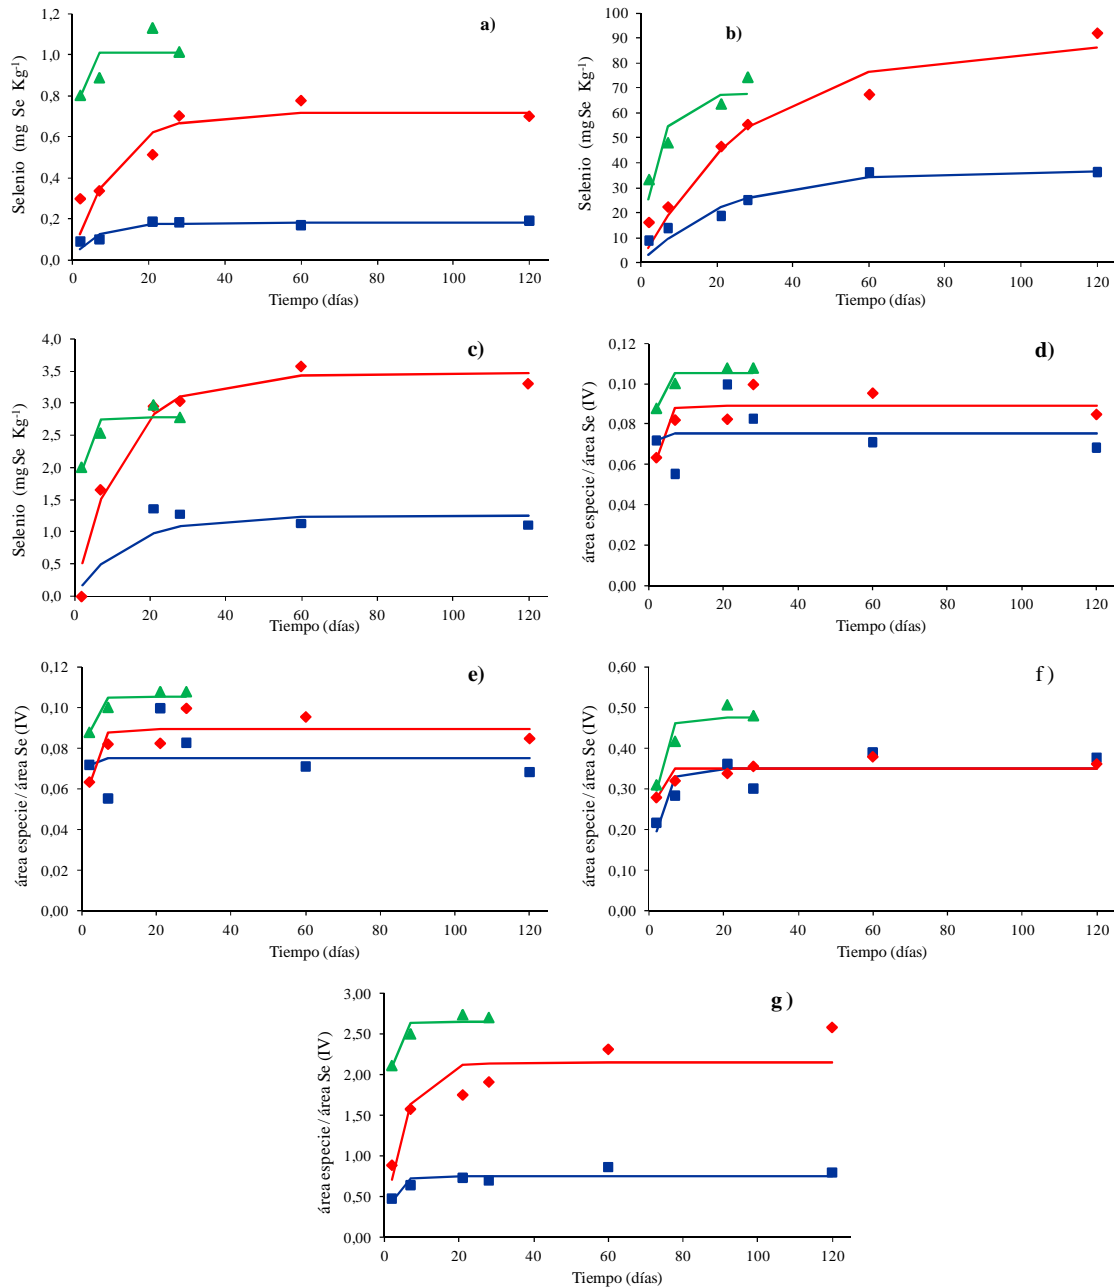 a)
1,2
1,0
0,8
0,6
0,4
0,2
0,0
Selenio (mg Se Kg-1)
0 20 40 60 80 100 120
Tiempo (días)
b)
100
90
80
70
60
50
40
30
20
10
0
Selenio (mg Se Kg-1)
0 20 40 60 80 100 120
Tiempo (días)
c)
4,0
3,5
3,0
2,5
2,0
1,5
1,0
0,5
0,0
Selenio (mg Se Kg-1)
0 20 40 60 80 100 120
Tiempo (días)
d)
0,12
0,10
0,08
0,06
0,04
0,02
0,00
área especie / área Se (IV)
0 20 40 60 80 100 120
Tiempo (días)
e)
0,12
0,10
0,08
0,06
0,04
0,02
0,00
área especie / área Se (IV)
0 20 40 60 80 100 120
Tiempo (días)
f )
0,60
0,50
0,40
0,30
0,20
0,10
0,00
área especie / área Se (IV)
0 20 40 60 80 100 120
Tiempo (días)
g )
3,00
2,50
2,00
1,50
1,00
0,50
0,00
área especie / área Se (IV)
0 20 40 60 80 100 120
Tiempo (días)